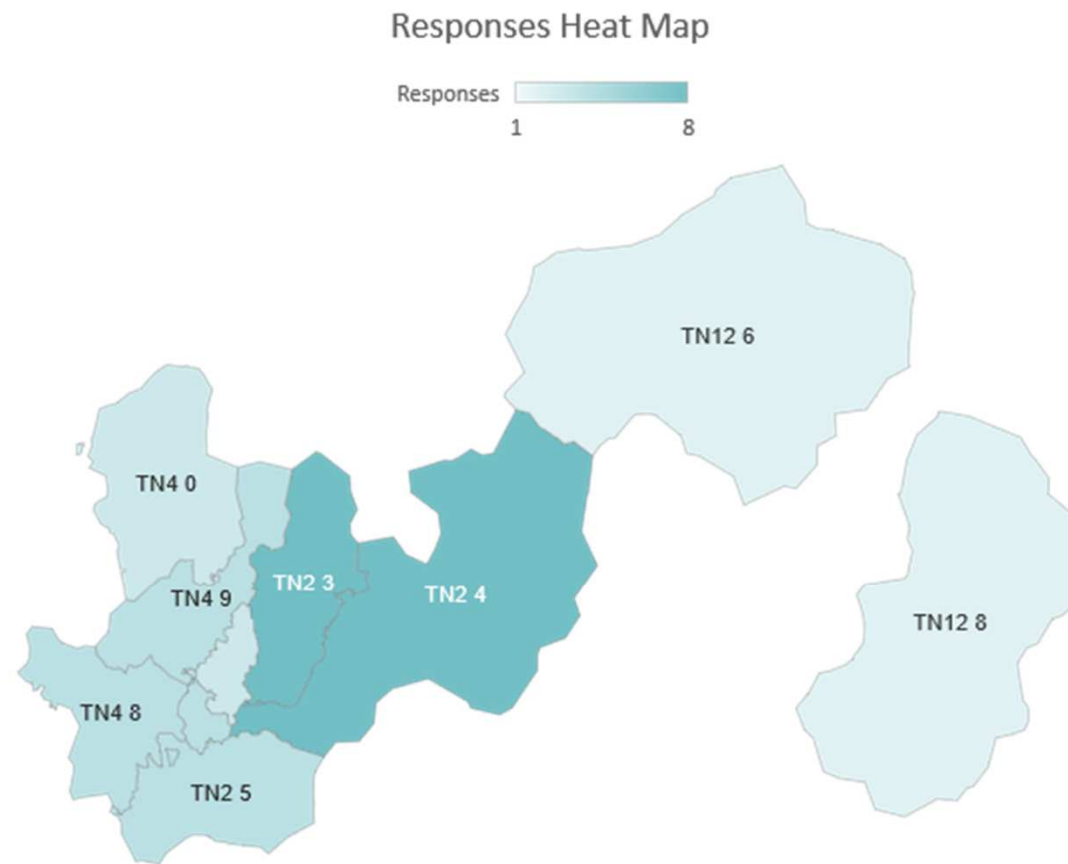 Responses Heat Map
Responses
1 8
TN12 6
TN4 0
TN2 3
TN2 4
TN4 9
TN12 8
TN4 8
TN2 5